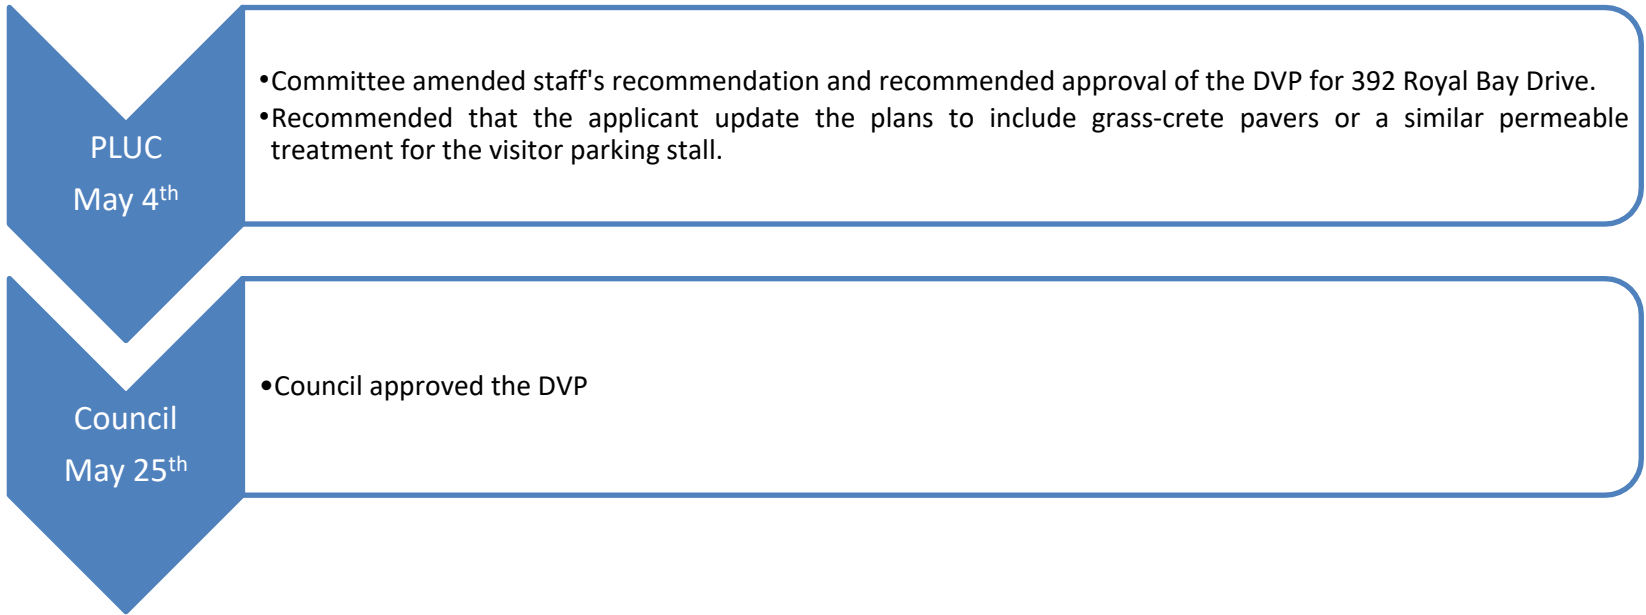 PLUC
May 4th
•Committee amended staff's recommendation and recommended approval of the DVP for 392 Royal Bay Drive.
•Recommended that the applicant update the plans to include grass-crete pavers or a similar permeable
treatment for the visitor parking stall.
Council
May 25th
•Council approved the DVP